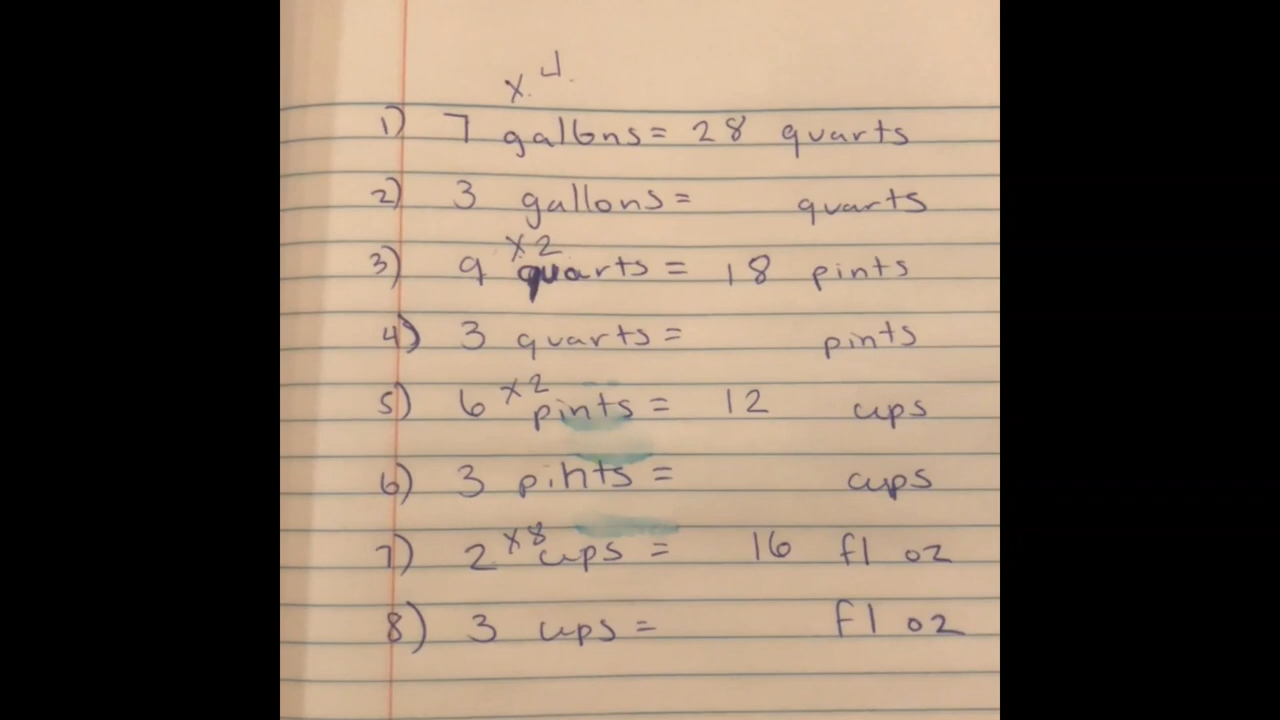 x 4
1) 7 gallons = 28 quarts
2) 3 gallons = quarts
x2
3) 9 quarts = 18 pints
4) 3 quarts = pints
x2
5) 6 pints = 12 cups
6) 3 pints = cups
x8
7) 2 cups = 16 fl oz
8) 3 cups = fl oz